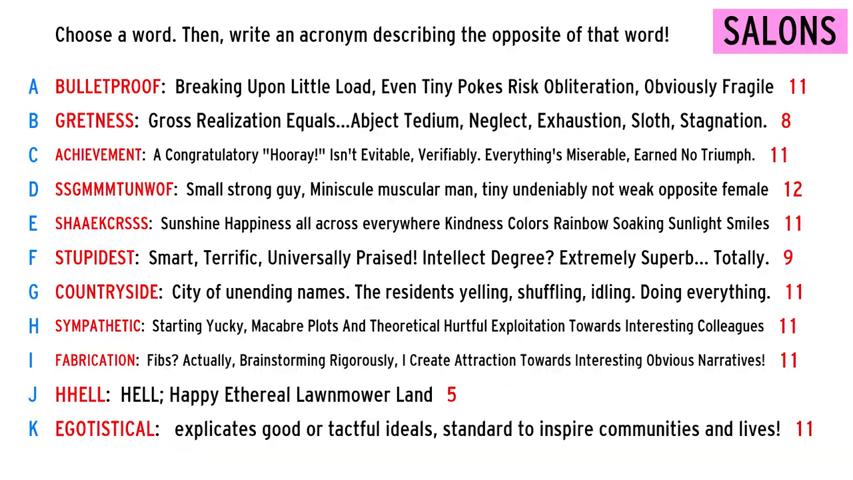 Choose a word. Then, write an acronym describing the opposite of that word!
SALONS
A BULLETPROOF: Breaking Upon Little Load, Even Tiny Pokes Risk Obliteration, Obviously Fragile 11
B GRETNESS: Gross Realization Equals...Abject Tedium, Neglect, Exhaustion, Sloth, Stagnation. 8
C ACHIEVEMENT: A Congratulatory "Hooray!" Isn't Evitable, Verifiably. Everything's Miserable, Earned No Triumph. 11
D SSGMMMTUNWOF: Small strong guy, Miniscule muscular man, tiny undeniably not weak opposite female 12
E SHAAEKCRSSS: Sunshine Happiness all across everywhere Kindness Colors Rainbow Soaking Sunlight Smiles 11
F STUPIDEST: Smart, Terrific, Universally Praised! Intellect Degree? Extremely Superb... Totally. 9
G COUNTRYSIDE: City of unending names. The residents yelling, shuffling, idling. Doing everything. 11
H SYMPATHETIC: Starting Yucky, Macabre Plots And Theoretical Hurtful Exploitation Towards Interesting Colleagues 11
I FABRICATION: Fibs? Actually, Brainstorming Rigorously, I Create Attraction Towards Interesting Obvious Narratives! 11
J HHELL: HELL; Happy Ethereal Lawnmower Land 5
K EGOTISTICAL: explicates good or tactful ideals, standard to inspire communities and lives! 11